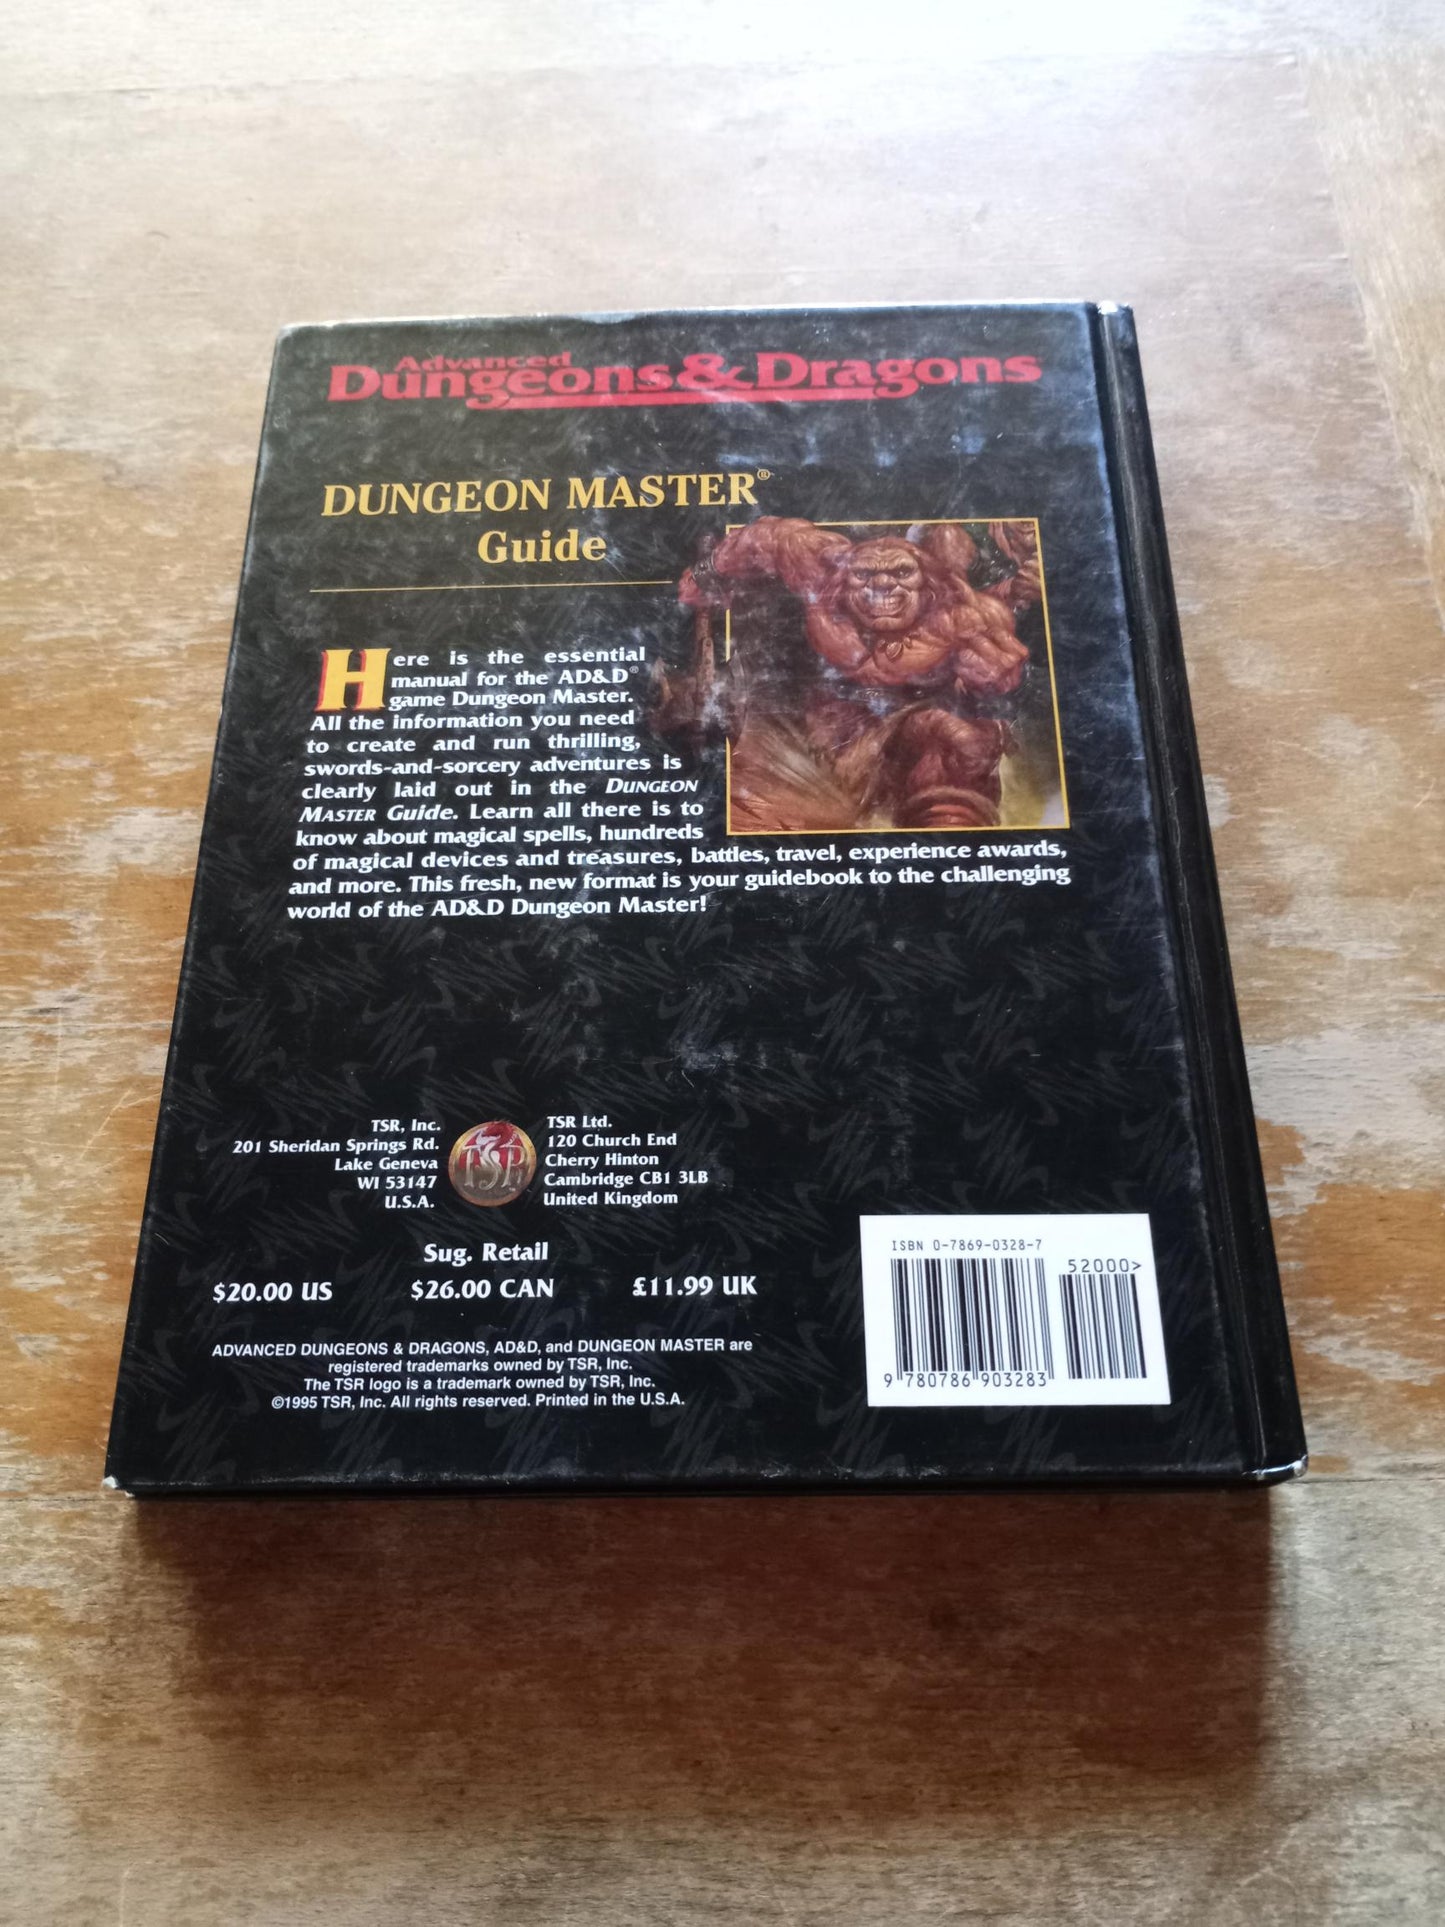 Advanced
Dungeons & Dragons
DUNGEON MASTER®
Guide
Here is the essential
manual for the AD&D®
game Dungeon Master.
All the information you need
to create and run thrilling,
swords-and-sorcery adventures is
clearly laid out in the DUNGEON
MASTER Guide. Learn all there is to
know about magical spells, hundreds
of magical devices and treasures, battles, travel, experience awards,
and more. This fresh, new format is your guidebook to the challenging
world of the AD&D Dungeon Master!
TSR, Inc.
201 Sheridan Springs Rd.
Lake Geneva
WI 53147
U.S.A.
TSR
TSR Ltd.
120 Church End
Cherry Hinton
Cambridge CB1 3LB
United Kingdom
Sug. Retail
$20.00 US $26.00 CAN £11.99 UK
ADVANCED DUNGEONS & DRAGONS, AD&D, and DUNGEON MASTER are
registered trademarks owned by TSR, Inc.
The TSR logo is a trademark owned by TSR, Inc.
©1995 TSR, Inc. All rights reserved. Printed in the U.S.A.
ISBN 0-7869-0328-7
52000>
9 780786 903283